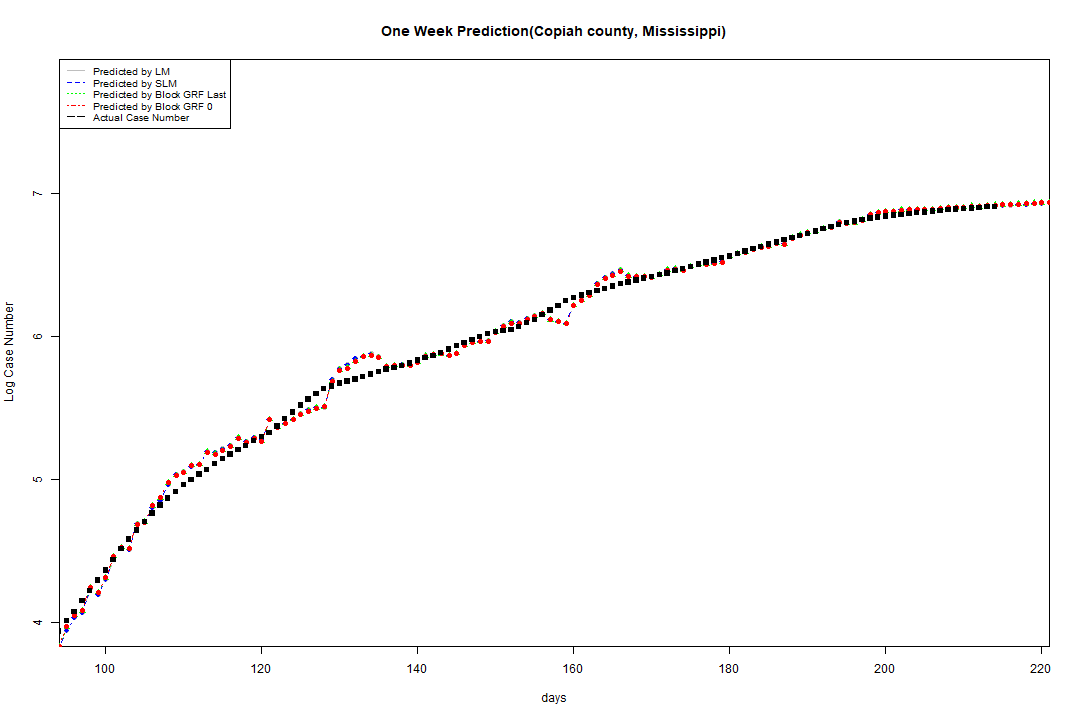 One Week Prediction(Copiah county, Mississippi)
Predicted by LM
Predicted by SLM
Predicted by Block GRF Last
Predicted by Block GRF 0
Actual Case Number
7
6
5
4
Log Case Number
100 120 140 160 180 200 220
days